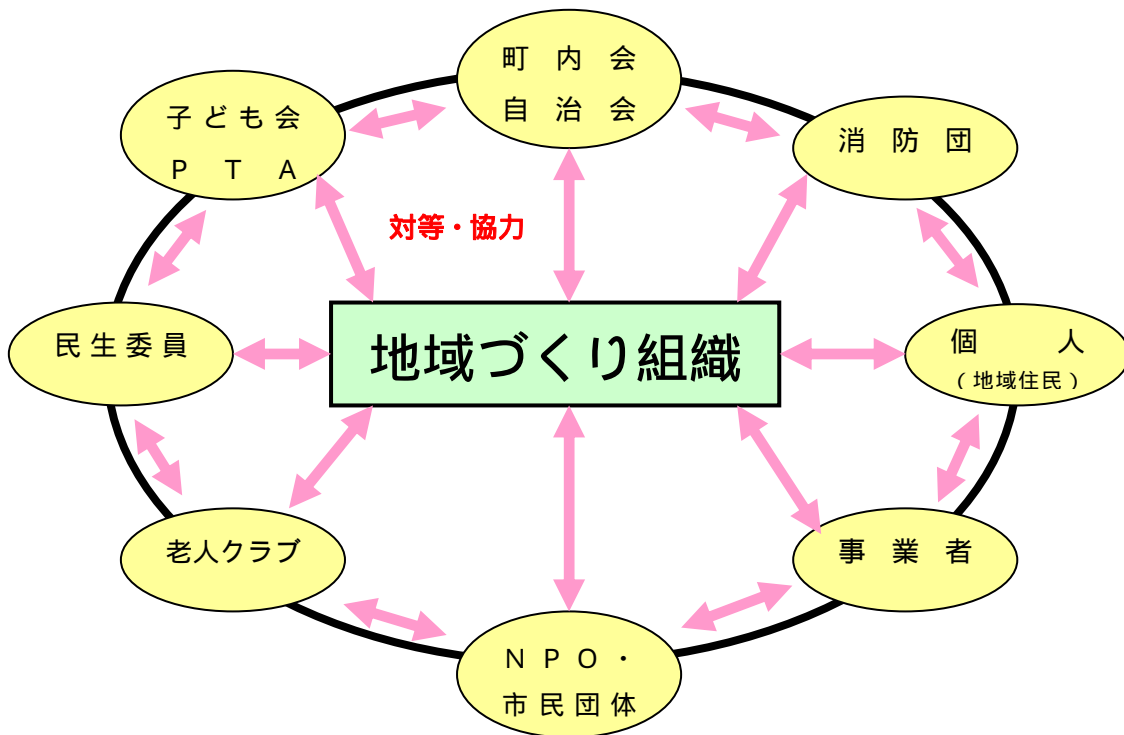 町内会
自治会
子ども会
PTA
消防団
対等・協力
民生委員
地域づくり組織
個人
（地域住民）
老人クラブ
事業者
NPO・
市民団体